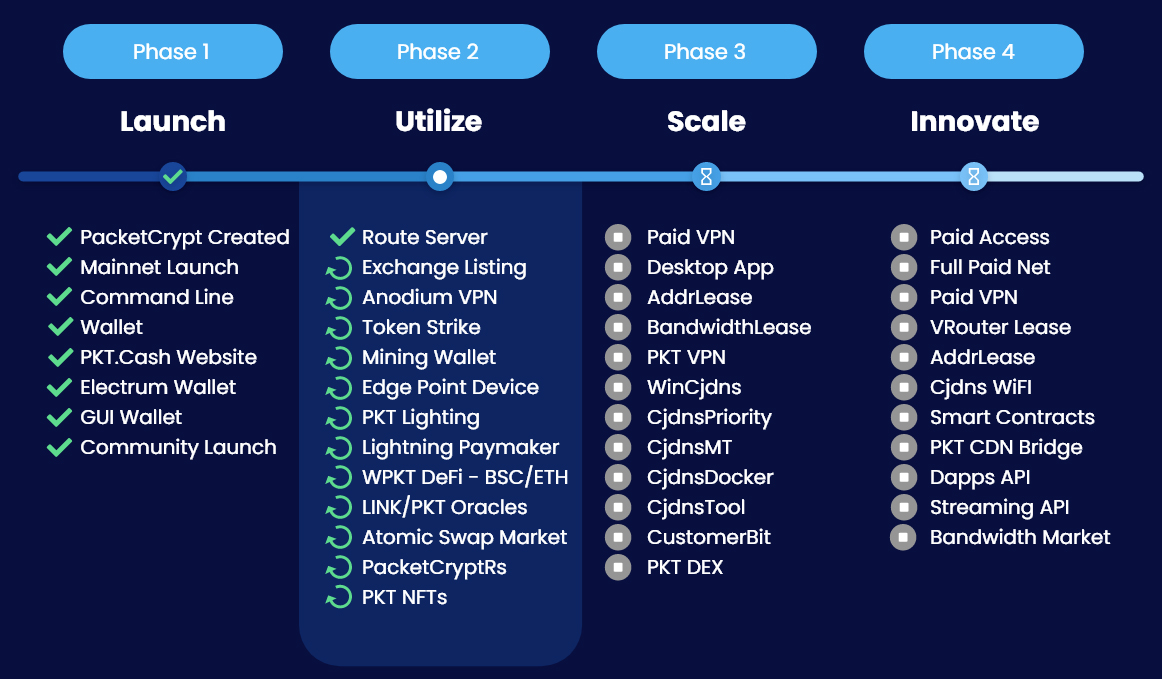 Phase 1
Launch
PacketCrypt Created
Mainnet Launch
Command Line
Wallet
PKT.Cash Website
Electrum Wallet
GUI Wallet
Community Launch
Phase 2
Utilize
Route Server
Exchange Listing
Anodium VPN
Token Strike
Mining Wallet
Edge Point Device
PKT Lighting
Lightning Paymaker
WPKT DeFi - BSC/ETH
LINK/PKT Oracles
Atomic Swap Market
PacketCryptRs
PKT NFTs
Phase 3
Scale
Paid VPN
Desktop App
AddrLease
BandwidthLease
PKT VPN
WinCjdns
CjdnsPriority
CjdnsMT
CjdnsDocker
CjdnsTool
CustomerBit
PKT DEX
Phase 4
Innovate
Paid Access
Full Paid Net
Paid VPN
VRouter Lease
AddrLease
Cjdns WiFI
Smart Contracts
PKT CDN Bridge
Dapps API
Streaming API
Bandwidth Market